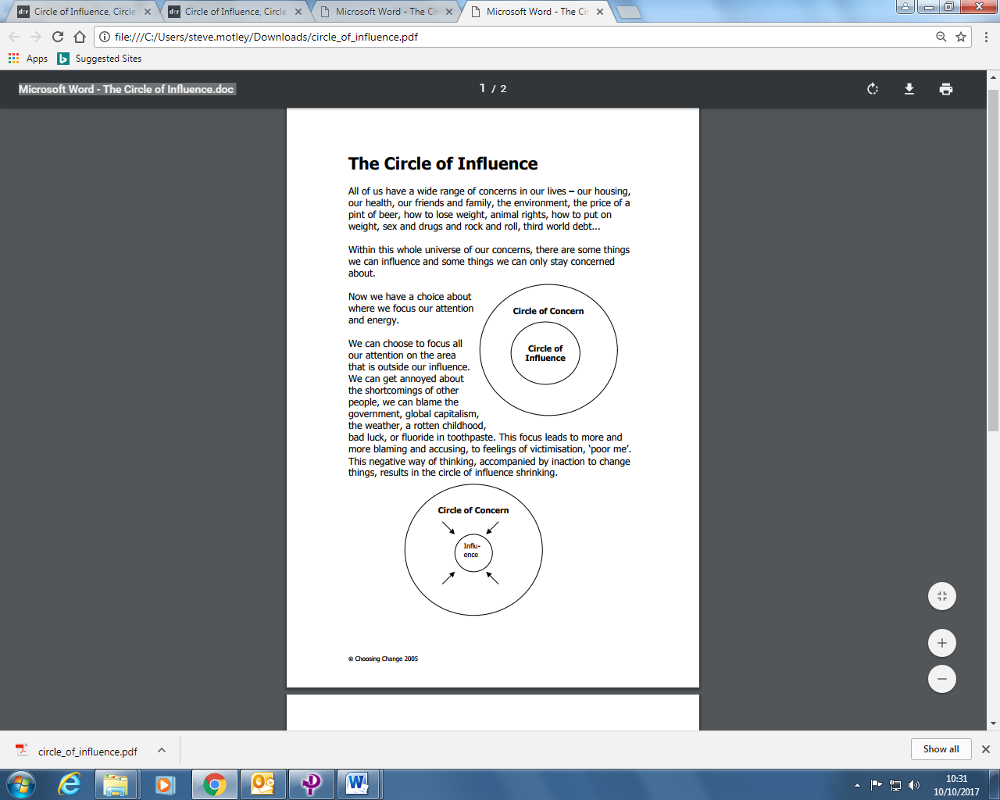 Circle of Influence, Circle
Circle of Influence, Circle
Microsoft Word - The Cir
Microsoft Word - The Cir
file:///C:/Users/steve.motley/Downloads/circle_of_influence.pdf
Apps
Suggested Sites
Microsoft Word - The Circle of Influence.doc
1 / 2
The Circle of Influence
All of us have a wide range of concerns in our lives – our housing,
our health, our friends and family, the environment, the price of a
pint of beer, how to lose weight, animal rights, how to put on
weight, sex and drugs and rock and roll, third world debt...
Within this whole universe of our concerns, there are some things
we can influence and some things we can only stay concerned
about.
Now we have a choice about
where we focus our attention
and energy.
Circle of Concern
Circle of
Influence
We can choose to focus all
our attention on the area
that is outside our influence.
We can get annoyed about
the shortcomings of other
people, we can blame the
government, global capitalism,
the weather, a rotten childhood,
bad luck, or fluoride in toothpaste. This focus leads to more and
more blaming and accusing, to feelings of victimisation, ‘poor me’.
This negative way of thinking, accompanied by inaction to change
things, results in the circle of influence shrinking.
Circle of Concern
Influ-
ence
© Choosing Change 2005
circle_of_influence.pdf
Show all
10:31
10/10/2017